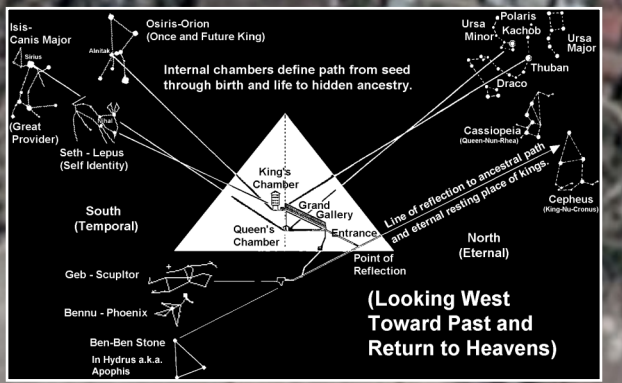 Isis-
Canis Major
Sirius
(Great
Provider)
Osiris-Orion
(Once and Future King)
Alnitak
Internal chambers define path from seed
through birth and life to hidden ancestry.
Nihal
Seth - Lepus
(Self Identity)
Ursa
Minor
Polaris
Kachob
Ursa
Major
Thuban
Draco
Cassiopeia
(Queen-Nun-Rhea)
Cepheus
(King-Nu-Cronus)
Line of reflection to ancestral path
and eternal resting place of kings.
King's
Chamber
Grand
Gallery
Queen's
Chamber
Entrance
South
(Temporal)
North
(Eternal)
Point of
Reflection
Geb - Scupltor
Bennu - Phoenix
Ben-Ben Stone
In Hydrus a.k.a.
Apophis
(Looking West
Toward Past and
Return to Heavens)